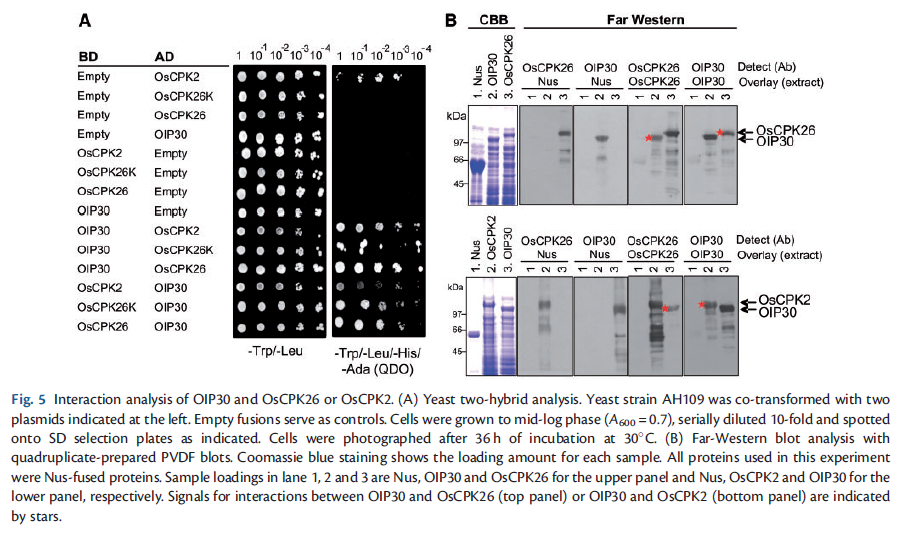 A
BD AD
1 10-1 10-2 10-3 10-4 1 10-1 10-2 10-3 10-4
Empty OsCPK2
Empty OsCPK26K
Empty OsCPK26
Empty OIP30
OsCPK2 Empty
OsCPK26K Empty
OsCPK26 Empty
OIP30 Empty
OIP30 OsCPK2
OIP30 OsCPK26K
OIP30 OsCPK26
OsCPK2 OIP30
OsCPK26K OIP30
OsCPK26 OIP30
-Trp/-Leu
-Trp/-Leu/-His/
-Ada (QDO)
B
CBB Far Western
1. Nus
2. OIP30
3. OsCPK26
OsCPK26 OIP30 OsCPK26 OIP30 Detect (Ab)
Nus Nus OsCPK26 OIP30 Overlay (extract)
1 2 3 1 2 3 1 2 3 1 2 3
kDa
97
66
45
OsCPK26
OIP30
1. Nus
2. OsCPK2
3. OIP30
OsCPK26 OIP30 OsCPK26 OIP30 Detect (Ab)
Nus Nus OsCPK26 OIP30 Overlay (extract)
1 2 3 1 2 3 1 2 3 1 2 3
kDa
97
66
45
OsCPK2
OIP30
Fig. 5 Interaction analysis of OIP30 and OsCPK26 or OsCPK2. (A) Yeast two-hybrid analysis. Yeast strain AH109 was co-transformed with two
plasmids indicated at the left. Empty fusions serve as controls. Cells were grown to mid-log phase (A600 = 0.7), serially diluted 10-fold and spotted
onto SD selection plates as indicated. Cells were photographed after 36 h of incubation at 30°C. (B) Far-Western blot analysis with
quadruplicate-prepared PVDF blots. Coomassie blue staining shows the loading amount for each sample. All proteins used in this experiment
were Nus-fused proteins. Sample loadings in lane 1, 2 and 3 are Nus, OIP30 and OsCPK26 for the upper panel and Nus, OsCPK2 and OIP30 for the
lower panel, respectively. Signals for interactions between OIP30 and OsCPK26 (top panel) or OIP30 and OsCPK2 (bottom panel) are indicated
by stars.